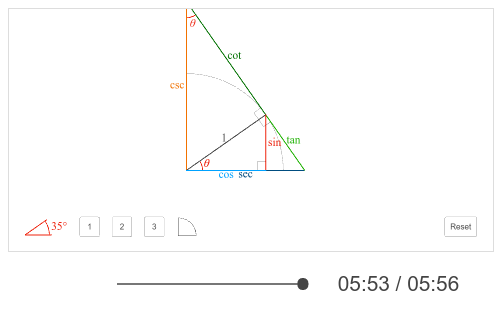 θ
cot
csc
1
sin
tan
θ
cos sec
35°
1
2
3
Reset
05:53 / 05:56